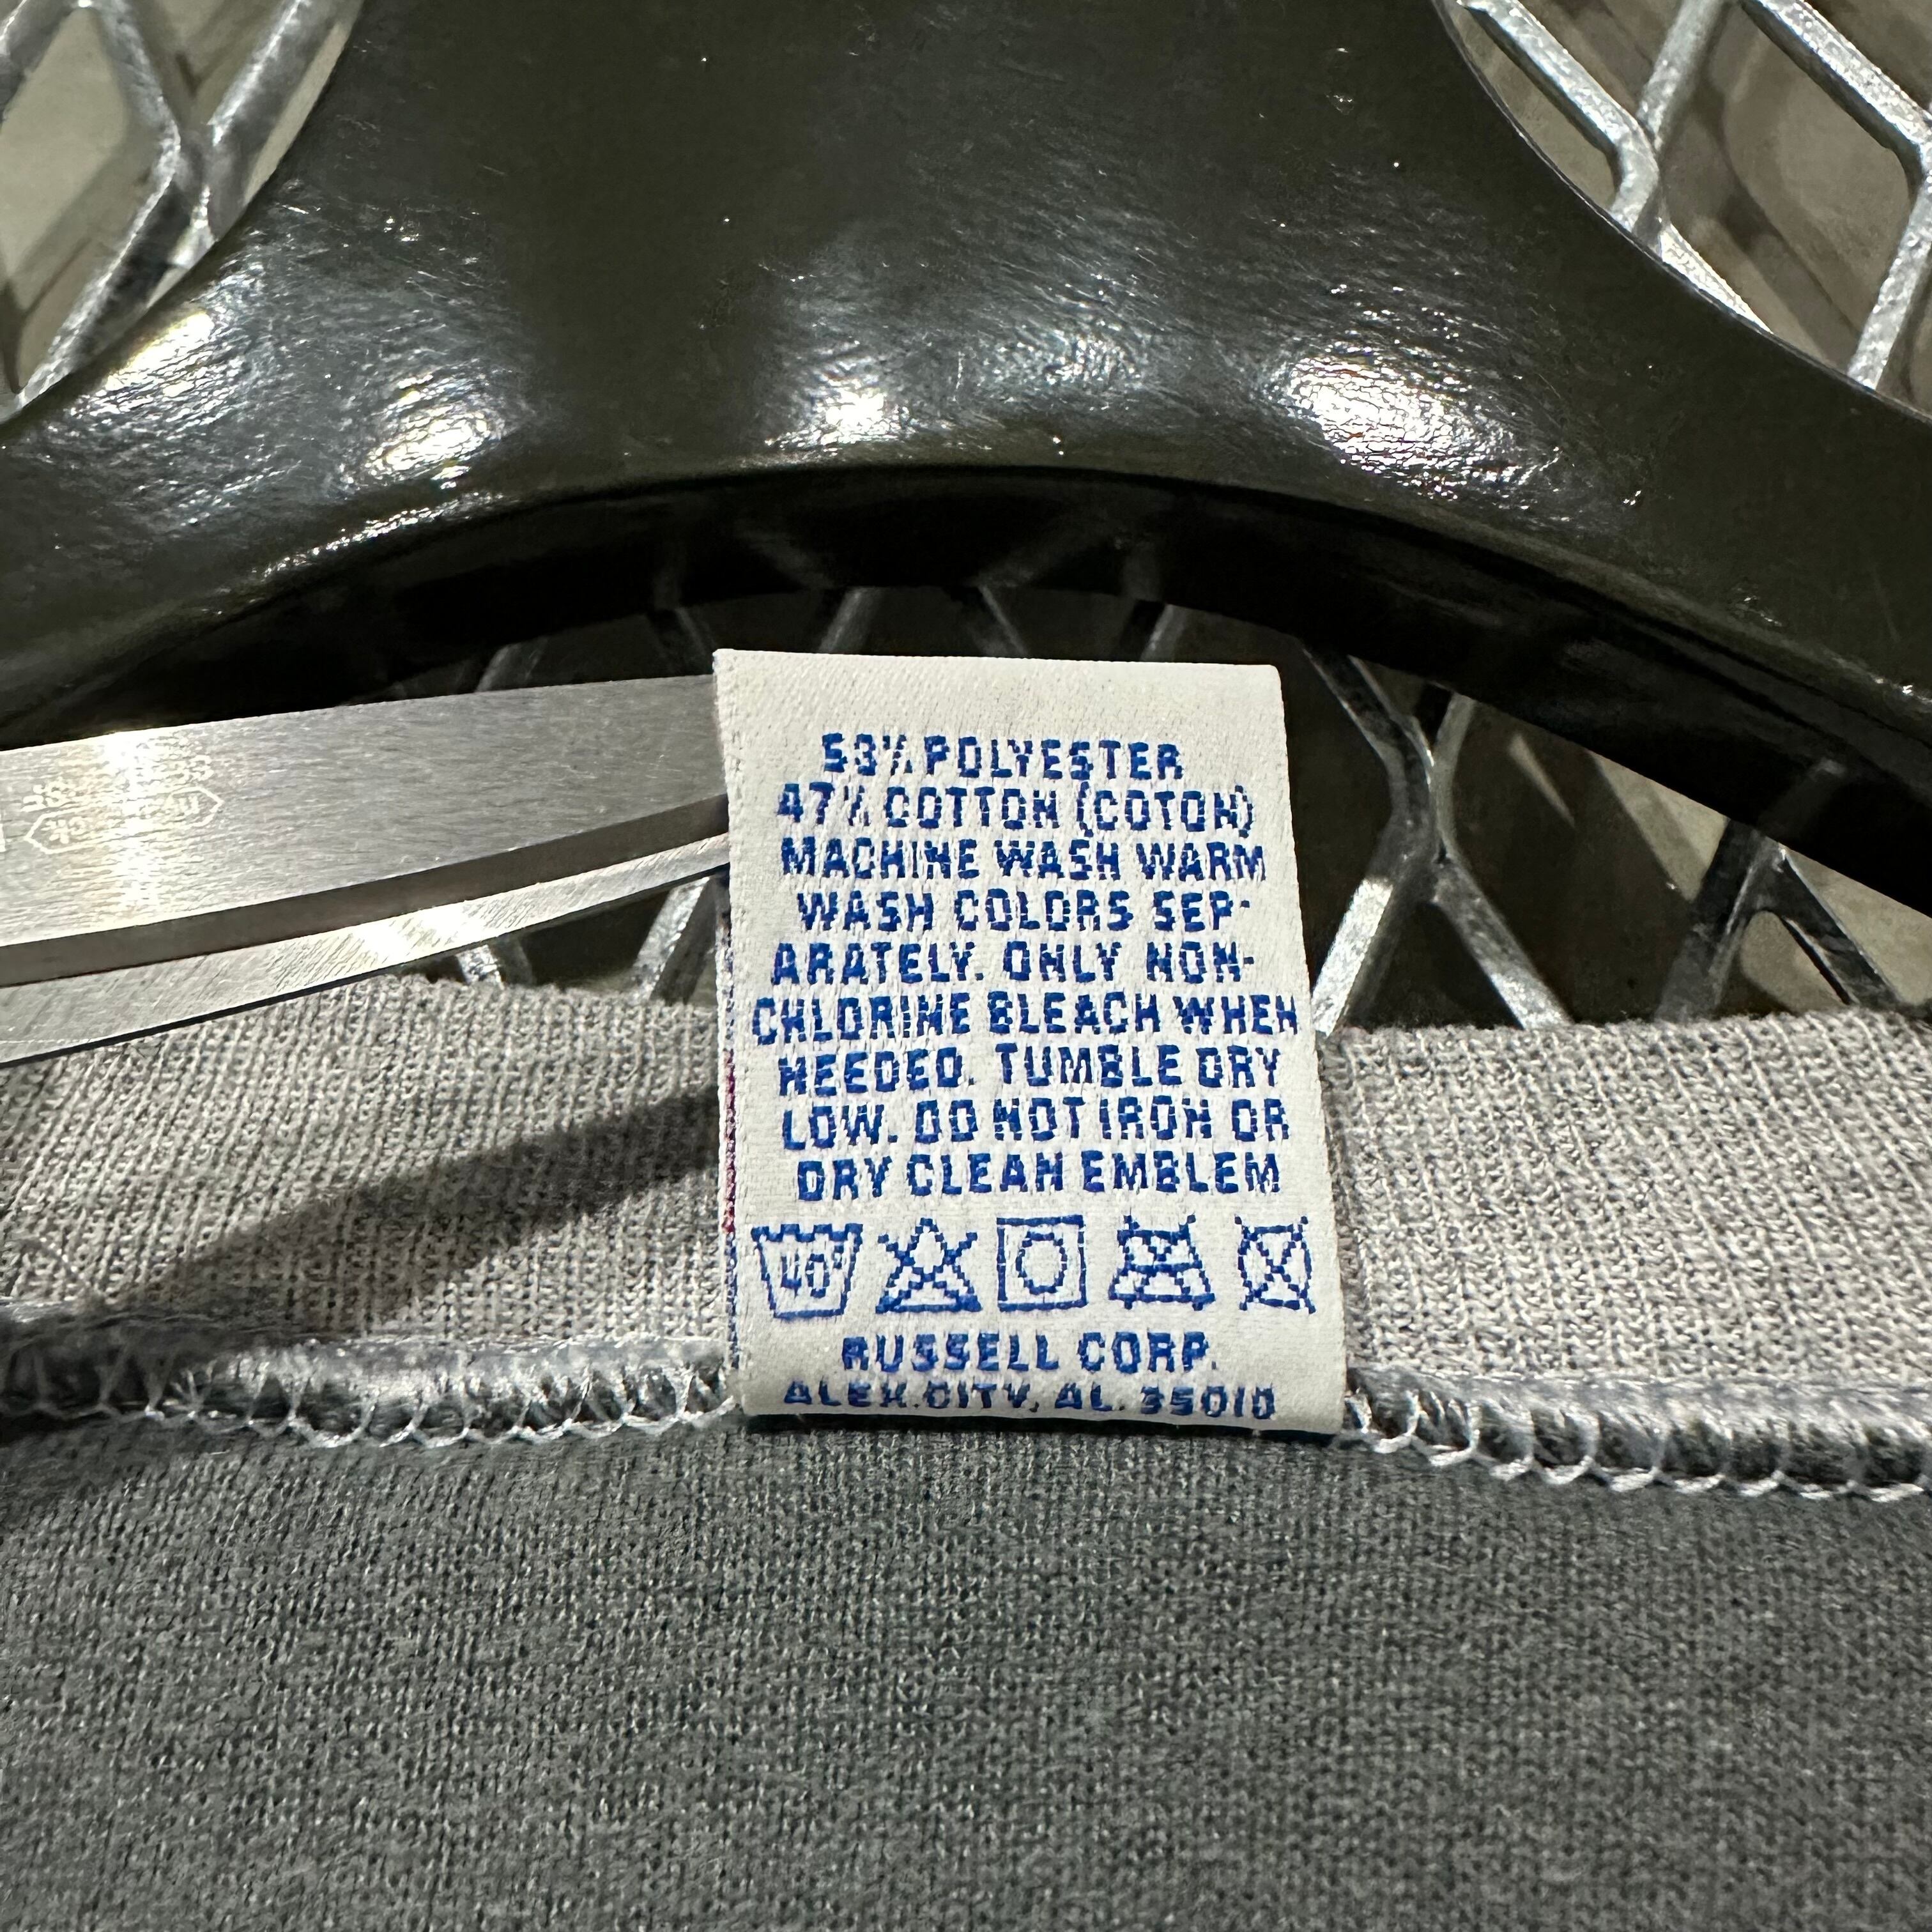 53% POLYESTER
47% COTTON (COTON)
MACHINE WASH WARM
WASH COLORS SEP-
ARATELY. ONLY NON-
CHLORINE BLEACH WHEN
NEEDED. TUMBLE DRY
LOW. DO NOT IRON OR
DRY CLEAN EMBLEM
40°
RUSSELL CORP.
ALEX.CITY, AL. 35010